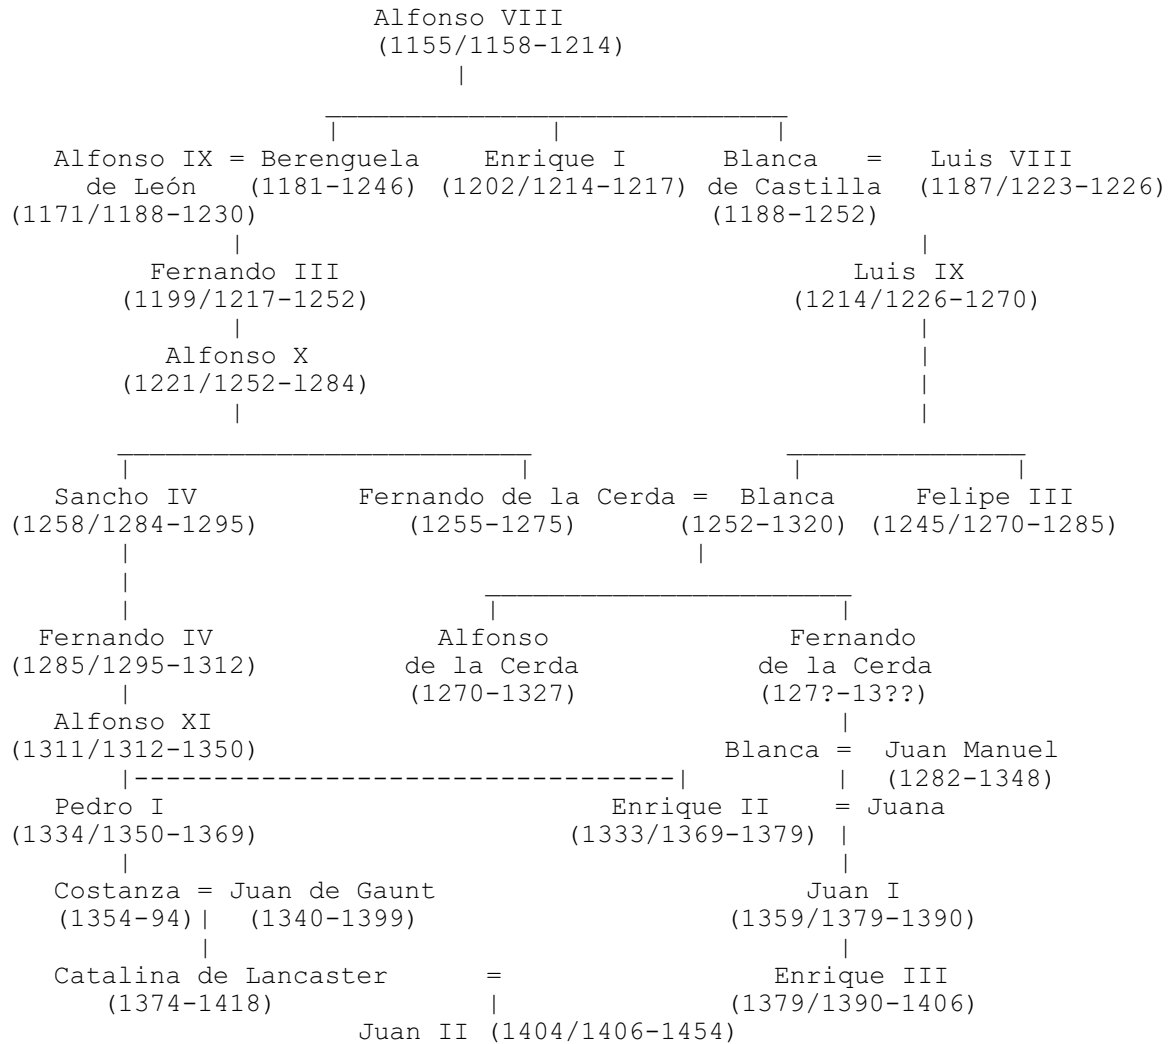 Alfonso VIII
(1155/1158-1214)
Alfonso IX = Berenguela Enrique I Blanca = Luis VIII
de León (1181-1246) (1202/1214-1217) de Castilla (1187/1223-1226)
(1171/1188-1230) (1188-1252)
Fernando III Luis IX
(1199/1217-1252) (1214/1226-1270)
Alfonso X
(1221/1252-l284)
Sancho IV Fernando de la Cerda = Blanca Felipe III
(1258/1284-1295) (1255-1275) (1252-1320) (1245/1270-1285)
Fernando IV Alfonso Fernando
(1285/1295-1312) de la Cerda de la Cerda
(1270-1327) (127?-13??)
Alfonso XI
(1311/1312-1350) Blanca = Juan Manuel
(1282-1348)
Pedro I Enrique II = Juana
(1334/1350-1369) (1333/1369-1379)
Costanza = Juan de Gaunt Juan I
(1354-94) (1340-1399) (1359/1379-1390)
Catalina de Lancaster = Enrique III
(1374-1418) (1379/1390-1406)
Juan II (1404/1406-1454)